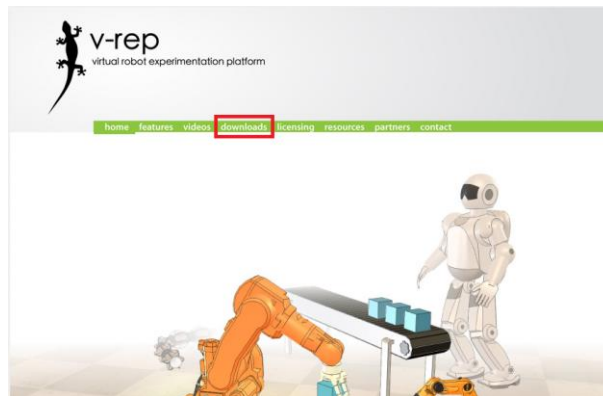 v-rep
virtual robot experimentation platform
home features videos downloads licensing resources partners contact